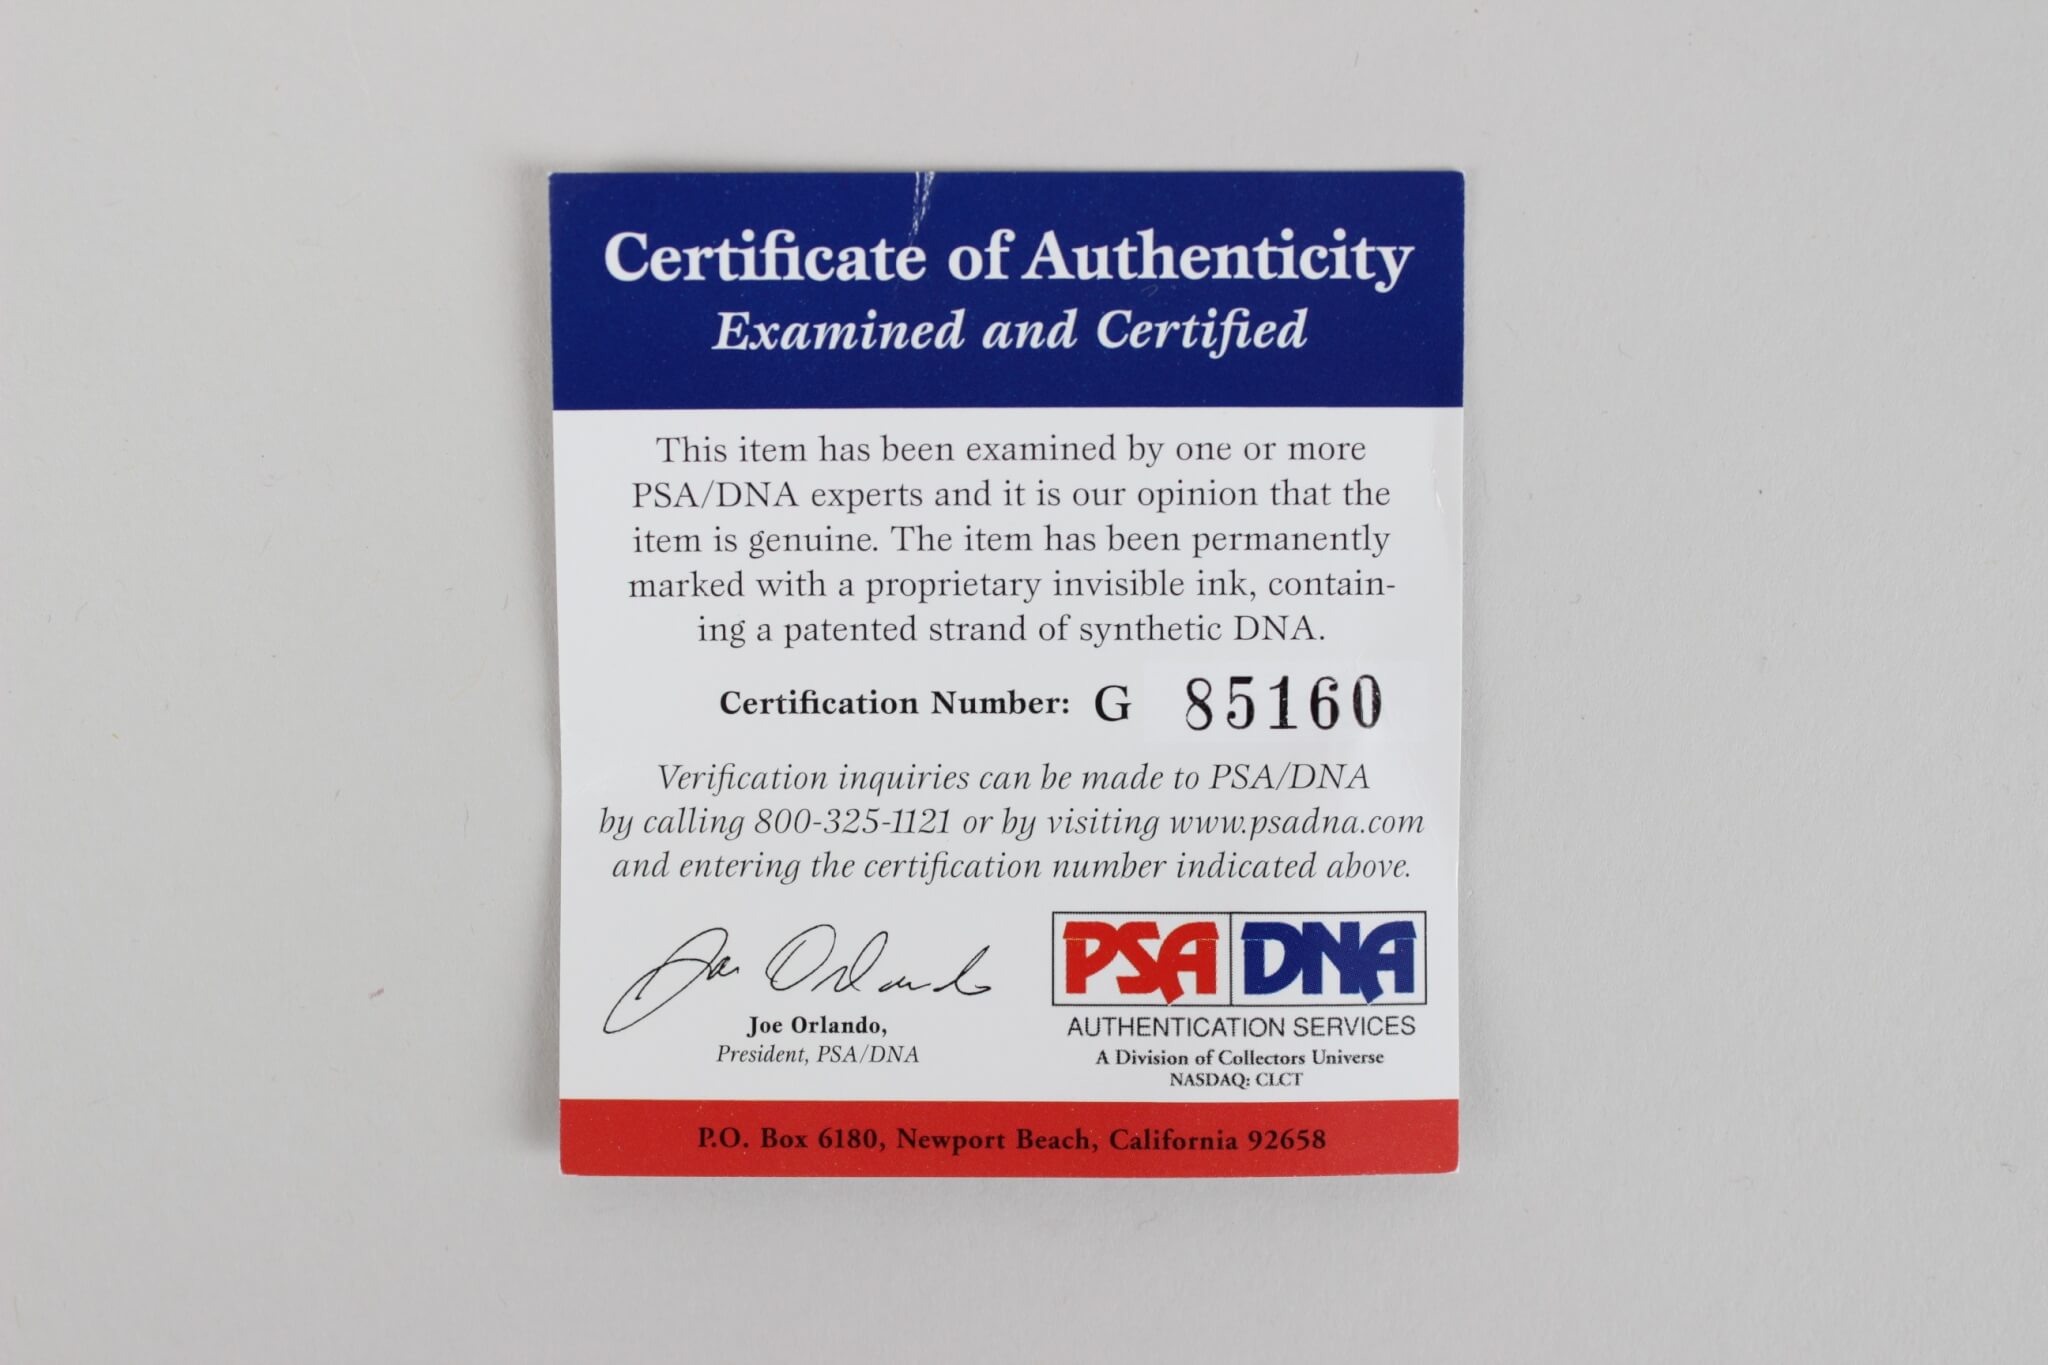 Certificate of Authenticity
Examined and Certified
This item has been examined by one or more
PSA/DNA experts and it is our opinion that the
item is genuine. The item has been permanently
marked with a proprietary invisible ink, contain-
ing a patented strand of synthetic DNA.
Certification Number: G 85160
Verification inquiries can be made to PSA/DNA
by calling 800-325-1121 or by visiting www.psadna.com
and entering the certification number indicated above.
Joe Orlando
Joe Orlando,
President, PSA/DNA
PSA DNA
AUTHENTICATION SERVICES
A Division of Collectors Universe
NASDAQ: CLCT
P.O. Box 6180, Newport Beach, California 92658